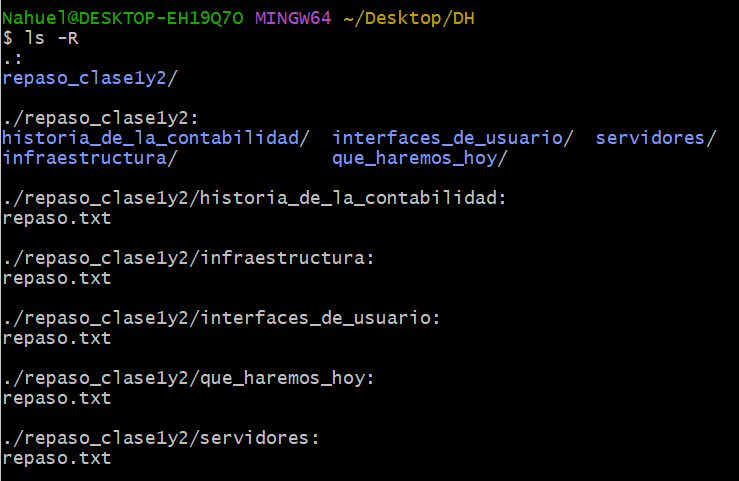 Nahuel@DESKTOP-EH19Q7O MINGW64 ~/Desktop/DH
$ ls -R
.:
repaso_clase1y2/

./repaso_clase1y2:
historia_de_la_contabilidad/  interfaces_de_usuario/  servidores/
infraestructura/              que_haremos_hoy/

./repaso_clase1y2/historia_de_la_contabilidad:
repaso.txt

./repaso_clase1y2/infraestructura:
repaso.txt

./repaso_clase1y2/interfaces_de_usuario:
repaso.txt

./repaso_clase1y2/que_haremos_hoy:
repaso.txt

./repaso_clase1y2/servidores:
repaso.txt